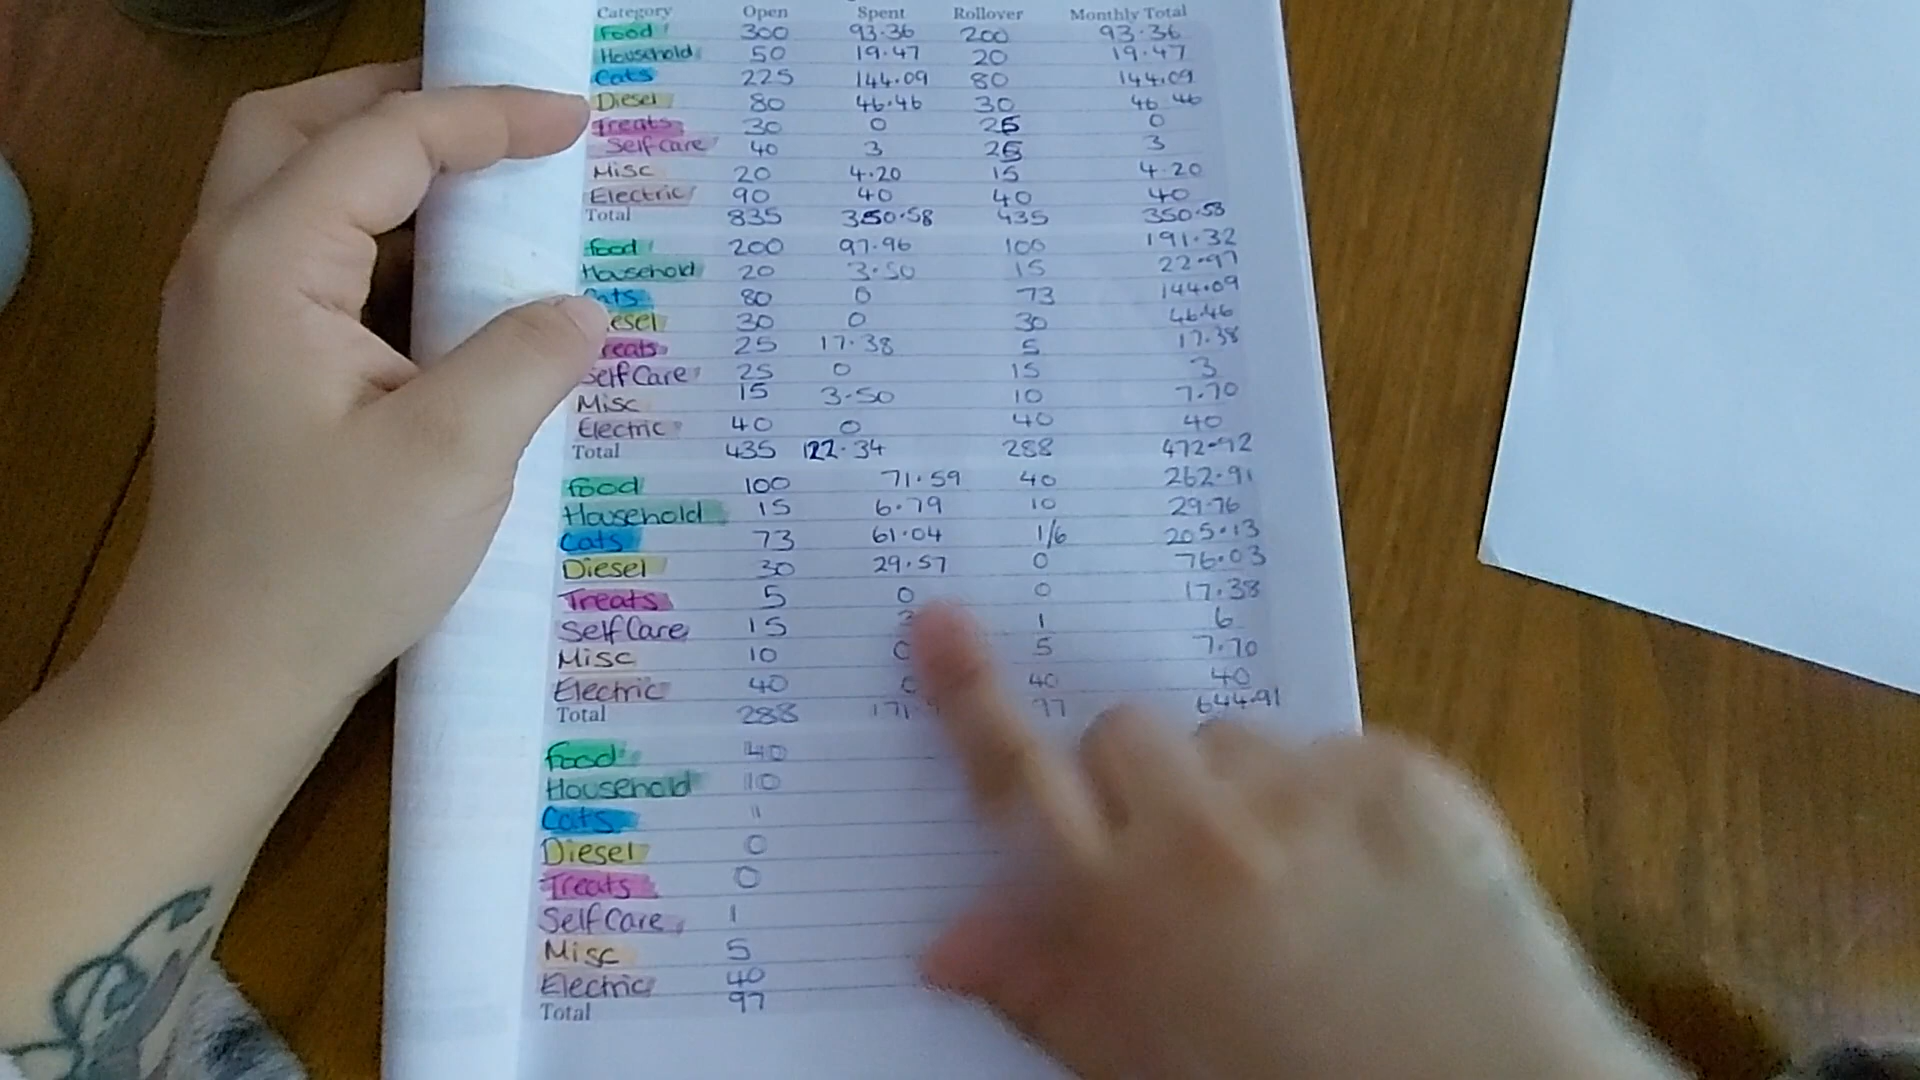 Category Open Spent Rollover Monthly Total
Food 300 93.36 200 93.36
Household 50 19.47 20 19.47
Cats 225 144.09 80 144.09
Diesel 80 46.46 30 46.46
Treats 30 0 25 0
Self Care 40 3 25 3
Misc 20 4.20 15 4.20
Electric 90 40 40 40
Total 835 350.58 435 350.58
Food 200 97.96 100 191.32
Household 20 3.50 15 22.97
Cats 80 0 73 144.09
esel 30 0 30 46.46
reats 25 17.38 5 17.38
Self Care 25 0 15 3
Misc 15 3.50 10 7.70
Electric 40 0 40 40
Total 435 122.34 288 472.92
Food 100 71.59 40 262.91
Household 15 6.79 10 29.76
Cats 73 61.04 1/6 205.13
Diesel 30 29.57 0 76.03
Treats 5 0 0 17.38
Self Care 15 1 6
Misc 10 0 5 7.70
Electric 40 0 40 40
Total 288 171. 97 644.91
Food 40
Household 10
Cats 1
Diesel 0
Treats 0
Self Care 1
Misc 5
Electric 40
Total 97